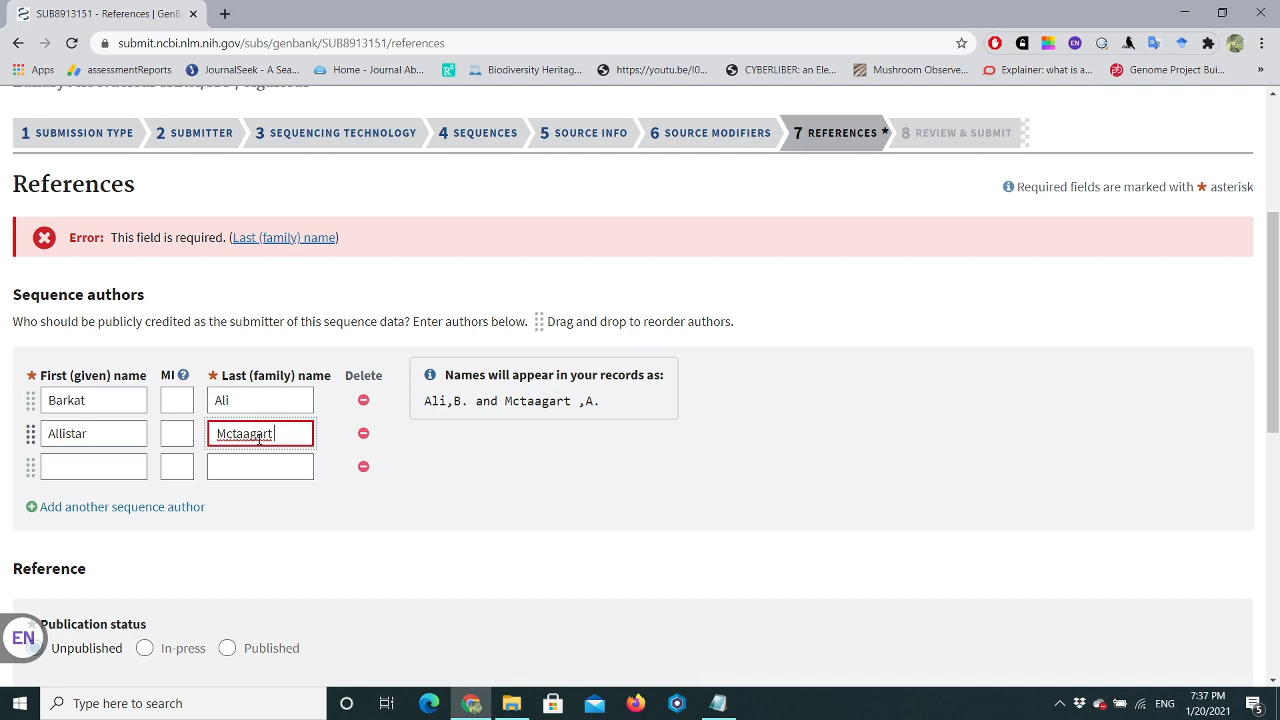 SUB8913151 - References | GenB
submit.ncbi.nlm.nih.gov/subs/genbank/SUB8913151/references
Apps
assessmentReports
JournalSeek - A Sea...
Home - Journal Ab...
Biodiversity Heritag...
https://youtu.be/l0...
CYBERLIBER: an Ele...
Mushroom Observe...
Explainer: what is a...
Genome Project Bui...
»
1 SUBMISSION TYPE
2 SUBMITTER
3 SEQUENCING TECHNOLOGY
4 SEQUENCES
5 SOURCE INFO
6 SOURCE MODIFIERS
7 REFERENCES *
8 REVIEW & SUBMIT
References
Required fields are marked with * asterisk
Error: This field is required. (Last (family) name)
Sequence authors
Who should be publicly credited as the submitter of this sequence data? Enter authors below. Drag and drop to reorder authors.
* First (given) name MI * Last (family) name Delete
Barkat Ali
Allistar Mctaagart
Names will appear in your records as:
Ali,B. and Mctaagart ,A.
Add another sequence author
Reference
* Publication status
Unpublished In-press Published
EN
Type here to search
ENG
7:37 PM
1/20/2021